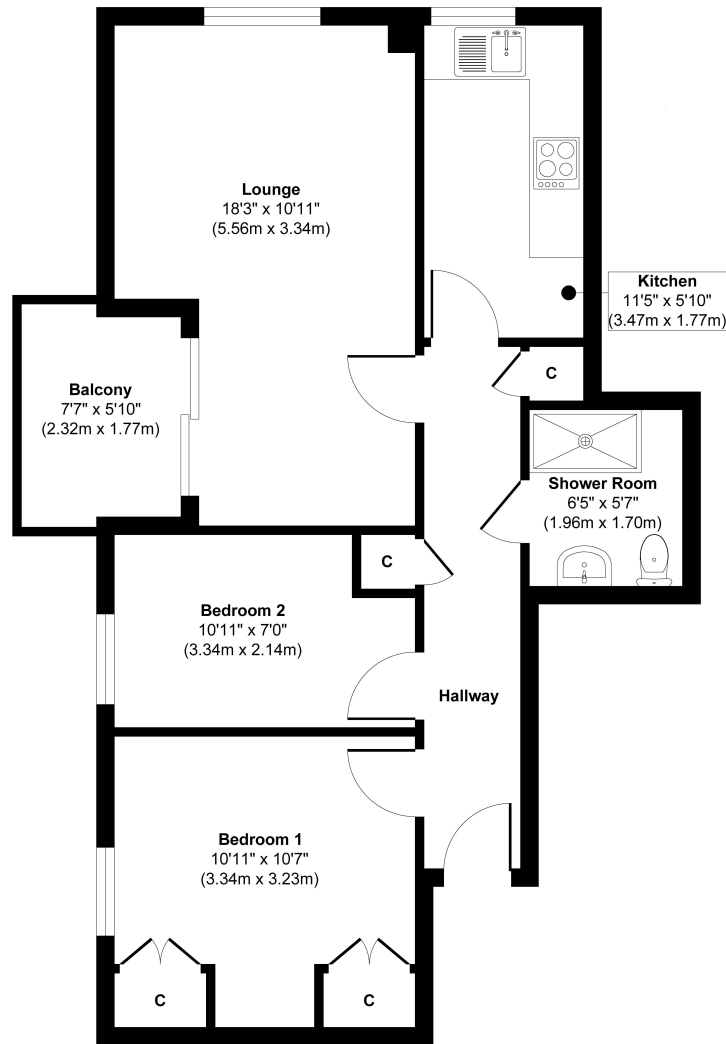 Lounge
18'3" x 10'11"
(5.56m x 3.34m)
Kitchen
11'5" x 5'10"
(3.47m x 1.77m)
C
Balcony
7'7" x 5'10"
(2.32m x 1.77m)
Shower Room
6'5" x 5'7"
(1.96m x 1.70m)
C
Bedroom 2
10'11" x 7'0"
(3.34m x 2.14m)
Hallway
Bedroom 1
10'11" x 10'7"
(3.34m x 3.23m)
C
C